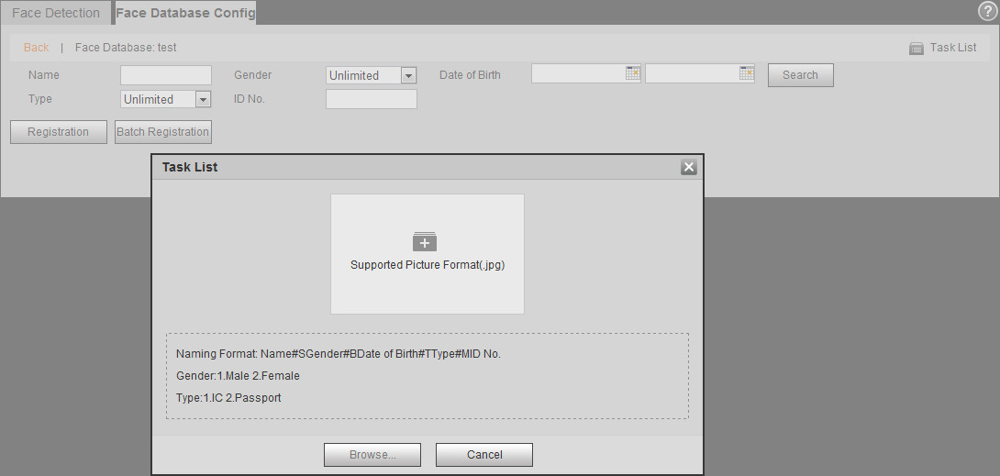 Face Detection
Face Database Config
?
Back | Face Database: test
Task List
Name
Gender
Unlimited
Date of Birth
Search
Type
Unlimited
ID No.
Registration
Batch Registration
Task List
Supported Picture Format(.jpg)
Naming Format: Name#SGender#BDate of Birth#TType#MID No.
Gender:1.Male 2.Female
Type:1.IC 2.Passport
Browse...
Cancel